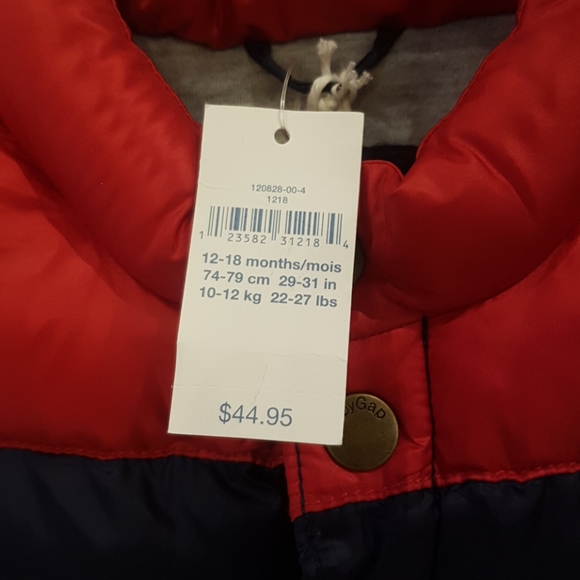 120828-00-4
1218
1 23582 31218 4
12-18 months/mois
74-79 cm 29-31 in
10-12 kg 22-27 lbs
$44.95